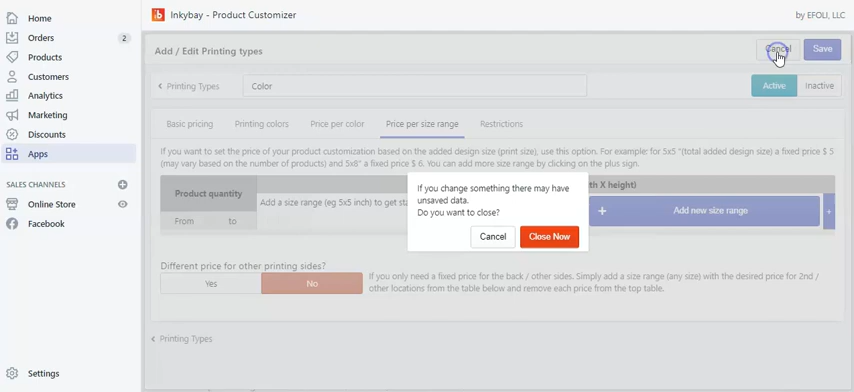 Home
Orders 2
Products
Customers
Analytics
Marketing
Discounts
Apps
SALES CHANNELS
Online Store
Facebook
Settings
Inkybay - Product Customizer
by EFOLI, LLC
Add / Edit Printing types
Cancel
Save
Printing Types
Color
Active
Inactive
Basic pricing
Printing colors
Price per color
Price per size range
Restrictions
If you want to set the price of your product customization based on the added design size (print size), use this option. For example: for 5x5 "(total added design size) a fixed price $ 5
(may vary based on the number of products) and 5x8" a fixed price $ 6. You can add more size range by clicking on the plus sign.
Product quantity
From to
Add a size range (eg 5x5 inch) to get
X height)
+ Add new size range
+
If you change something there may have
unsaved data.
Do you want to close?
Cancel
Close Now
Different price for other printing sides?
Yes
No
If you only need a fixed price for the back / other sides. Simply add a size range (any size) with the desired price for 2nd /
other locations from the table below and remove each price from the top table.
Printing Types